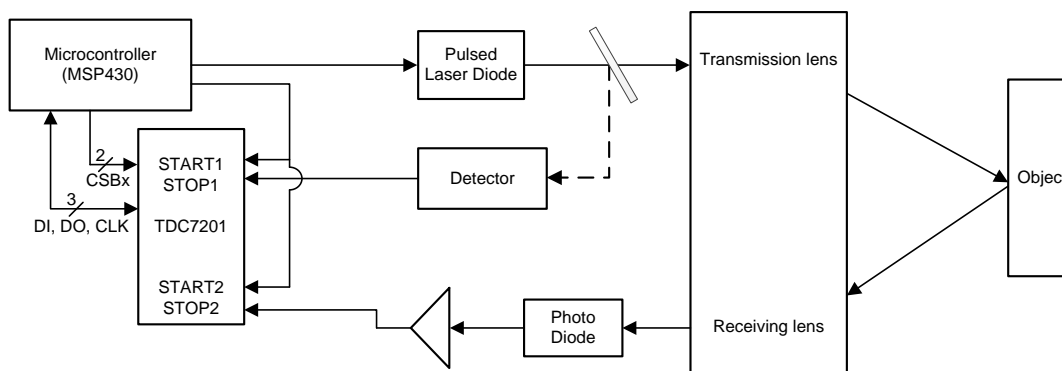 Microcontroller
(MSP430)
Pulsed
Laser Diode
Transmission lens
2
CSBx
START1
STOP1
Detector
Object
3
DI, DO, CLK
TDC7201
START2
STOP2
Photo
Diode
Receiving lens